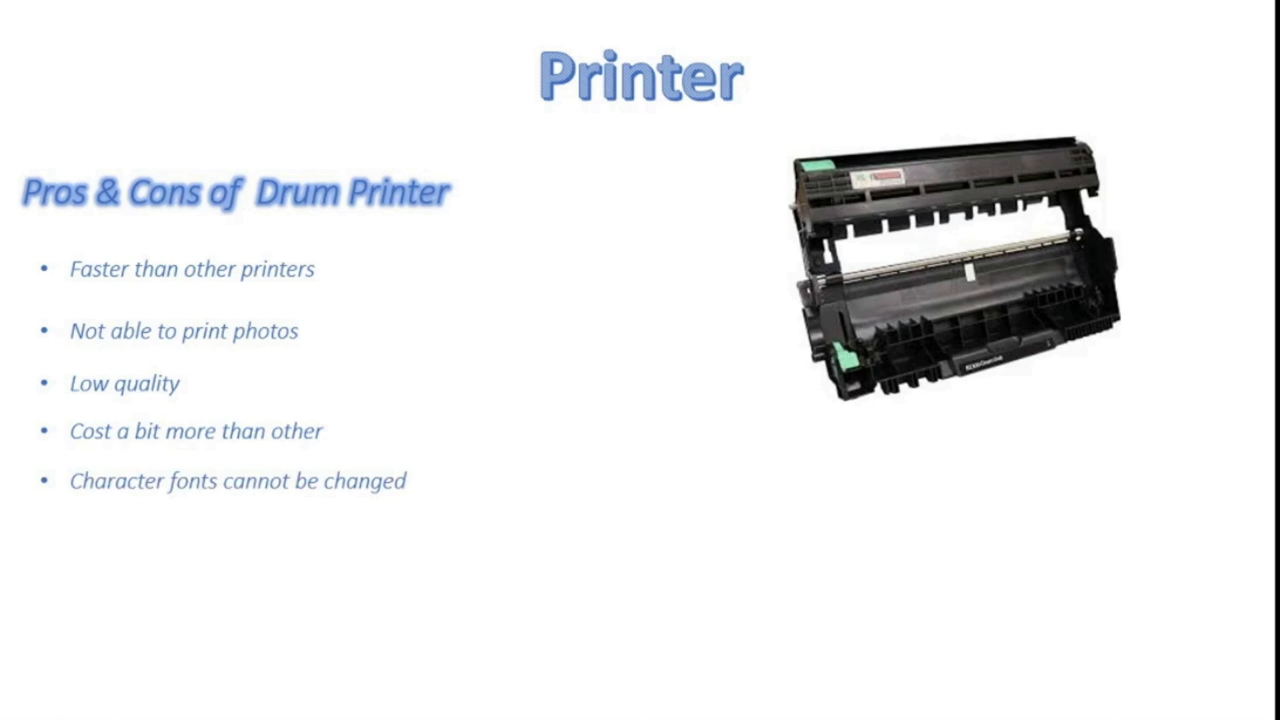 Printer
Pros & Cons of Drum Printer
• Faster than other printers
• Not able to print photos
• Low quality
• Cost a bit more than other
• Character fonts cannot be changed